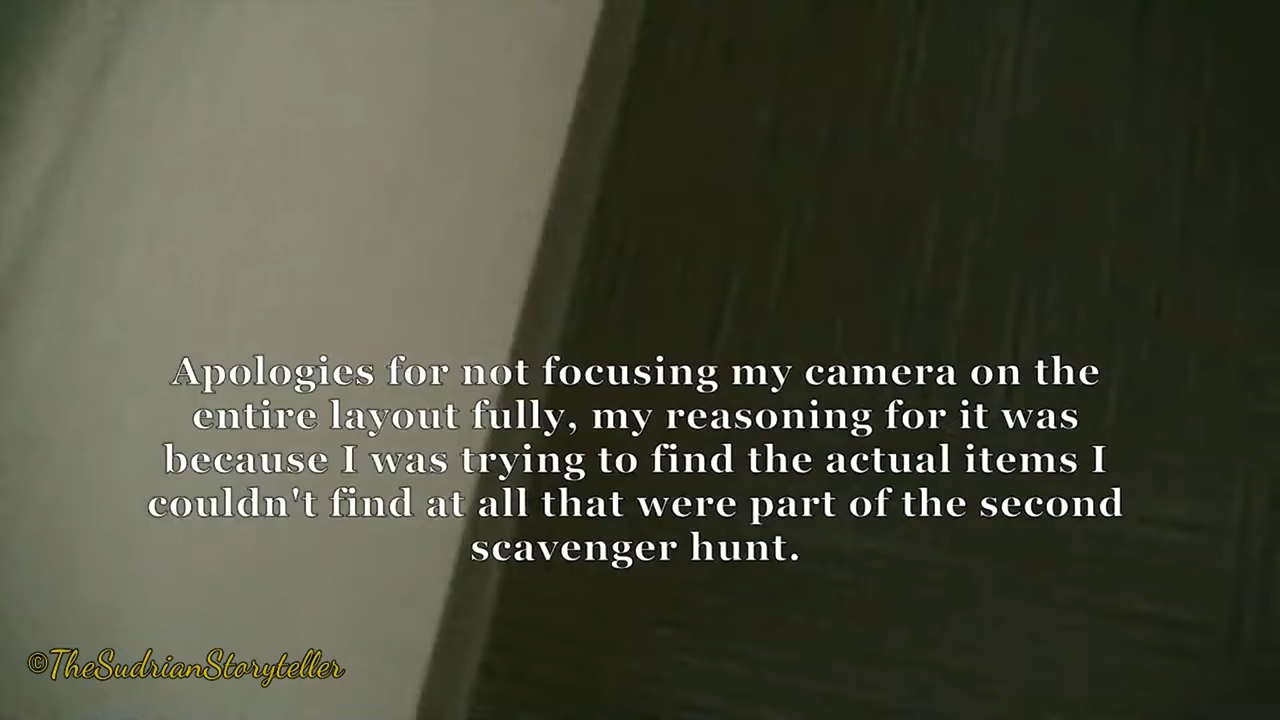 Apologies for not focusing my camera on the
entire layout fully, my reasoning for it was
because I was trying to find the actual items I
couldn't find at all that were part of the second
scavenger hunt.
©TheSudrianStoryteller